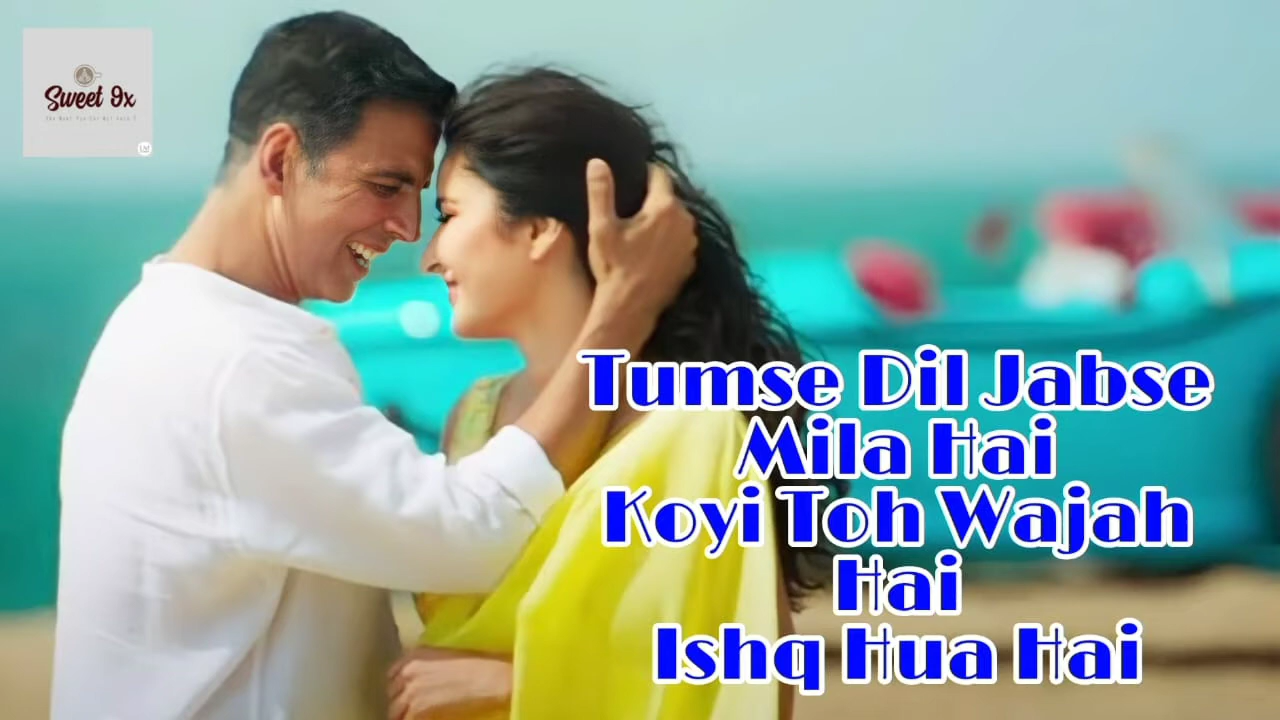 Sweet 9x
Tumse Dil Jabse
Mila Hai
Koyi Toh Wajah
Hai
Ishq Hua Hai